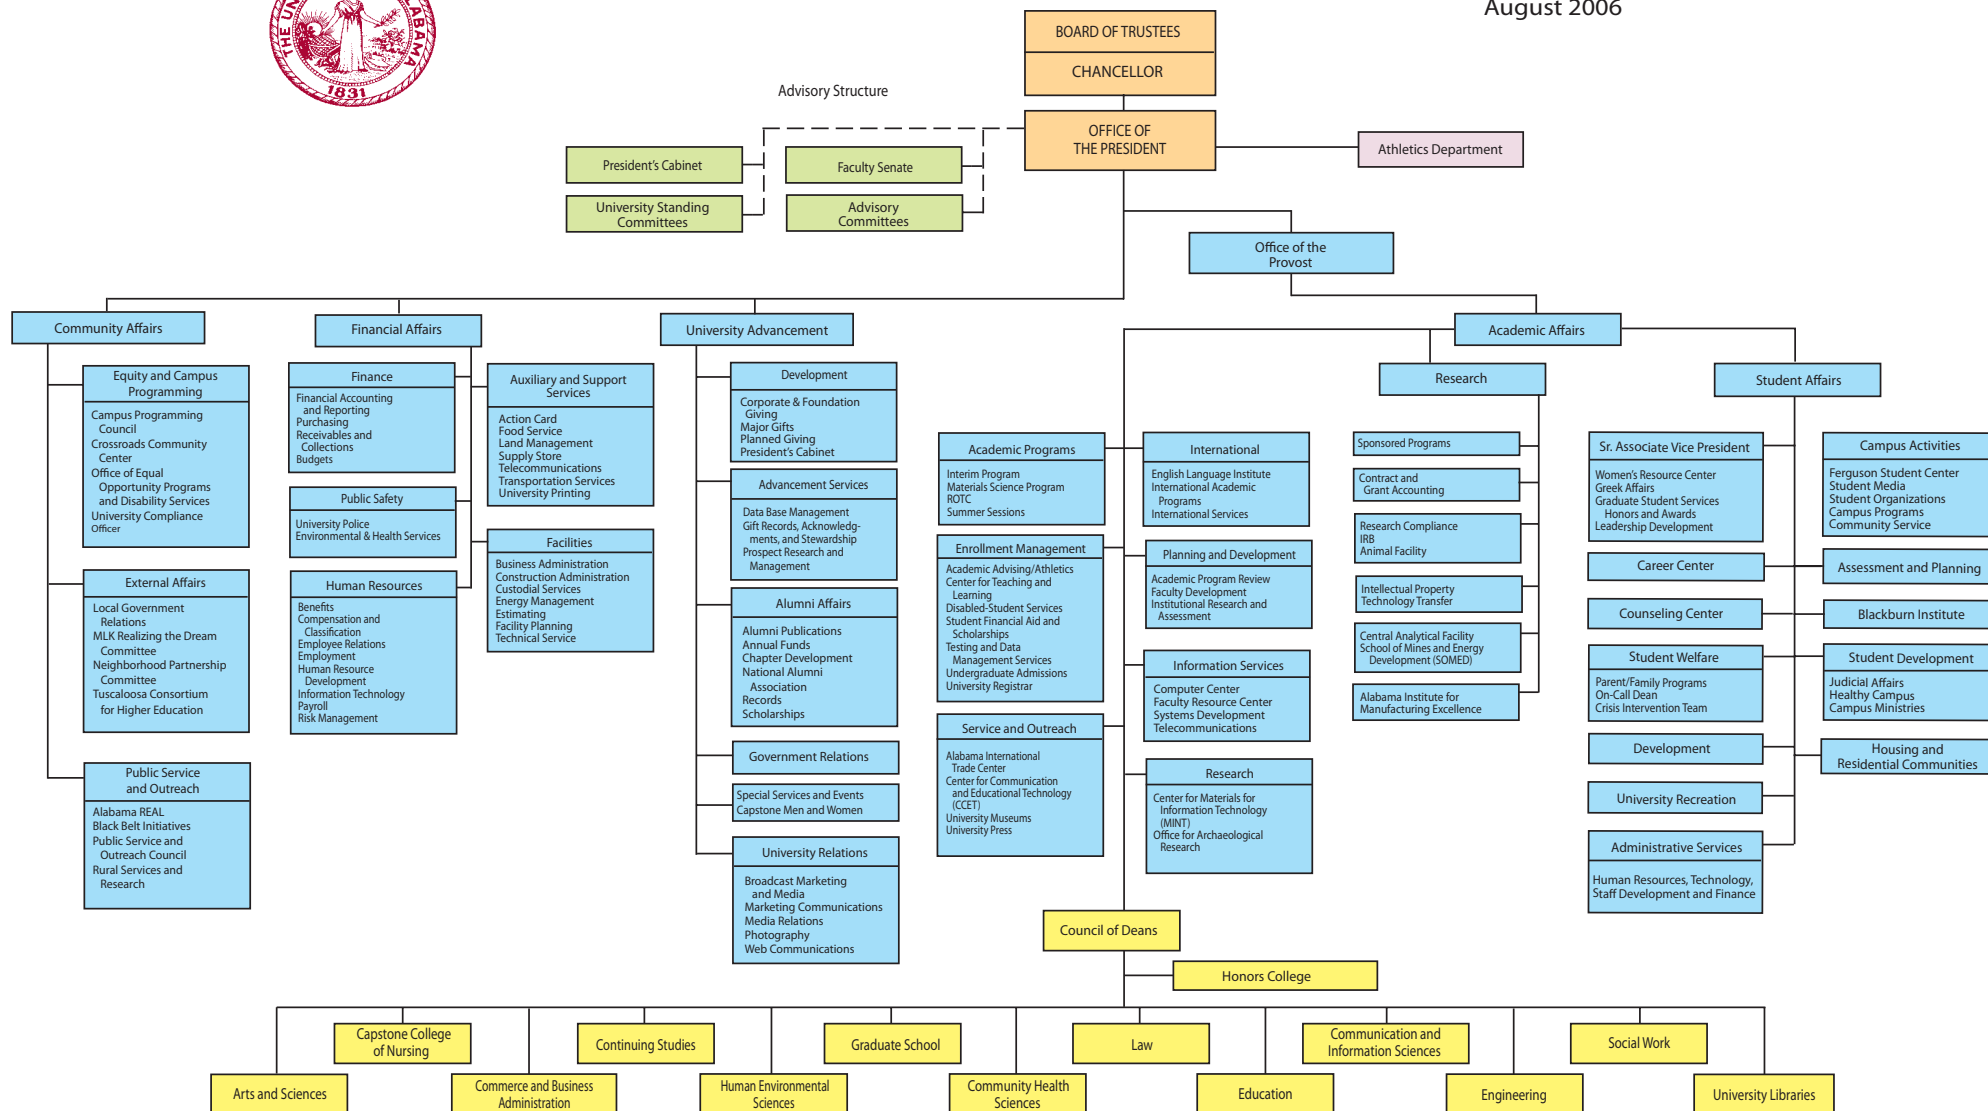 THE UN
LABAMA
1831
August 2006
BOARD OF TRUSTEES
CHANCELLOR
Advisory Structure
OFFICE OF
THE PRESIDENT
Athletics Department
President's Cabinet
Faculty Senate
University Standing
Committees
Advisory
Committees
Office of the
Provost
Community Affairs
Financial Affairs
University Advancement
Academic Affairs
Research
Student Affairs
Equity and Campus
Programming
Campus Programming
Council
Crossroads Community
Center
Office of Equal
Opportunity Programs
and Disability Services
University Compliance
Officer
External Affairs
Local Government
Relations
MLK Realizing the Dream
Committee
Neighborhood Partnership
Committee
Tuscaloosa Consortium
for Higher Education
Public Service
and Outreach
Alabama REAL
Black Belt Initiatives
Public Service and
Outreach Council
Rural Services and
Research
Finance
Financial Accounting
and Reporting
Purchasing
Receivables and
Collections
Budgets
Public Safety
University Police
Environmental & Health Services
Human Resources
Benefits
Compensation and
Classification
Employee Relations
Employment
Human Resource
Development
Information Technology
Payroll
Risk Management
Auxiliary and Support
Services
Action Card
Food Service
Land Management
Supply Store
Telecommunications
Transportation Services
University Printing
Facilities
Business Administration
Construction Administration
Custodial Services
Energy Management
Estimating
Facility Planning
Technical Service
Development
Corporate & Foundation
Giving
Major Gifts
Planned Giving
President's Cabinet
Advancement Services
Data Base Management
Gift Records, Acknowledg-
ments, and Stewardship
Prospect Research and
Management
Alumni Affairs
Alumni Publications
Annual Funds
Chapter Development
National Alumni
Association
Records
Scholarships
Government Relations
Special Services and Events
Capstone Men and Women
University Relations
Broadcast Marketing
and Media
Marketing Communications
Media Relations
Photography
Web Communications
Academic Programs
Interim Program
Materials Science Program
ROTC
Summer Sessions
Enrollment Management
Academic Advising/Athletics
Center for Teaching and
Learning
Disabled-Student Services
Student Financial Aid and
Scholarships
Testing and Data
Management Services
Undergraduate Admissions
University Registrar
Service and Outreach
Alabama International
Trade Center
Center for Communication
and Educational Technology
(CCET)
University Museums
University Press
International
English Language Institute
International Academic
Programs
International Services
Planning and Development
Academic Program Review
Faculty Development
Institutional Research and
Assessment
Information Services
Computer Center
Faculty Resource Center
Systems Development
Telecommunications
Research
Center for Materials for
Information Technology
(MINT)
Office for Archaeological
Research
Sponsored Programs
Contract and
Grant Accounting
Research Compliance
IRB
Animal Facility
Intellectual Property
Technology Transfer
Central Analytical Facility
School of Mines and Energy
Development (SOMED)
Alabama Institute for
Manufacturing Excellence
Sr. Associate Vice President
Women's Resource Center
Greek Affairs
Graduate Student Services
Honors and Awards
Leadership Development
Career Center
Counseling Center
Student Welfare
Parent/Family Programs
On-Call Dean
Crisis Intervention Team
Development
University Recreation
Administrative Services
Human Resources, Technology,
Staff Development and Finance
Campus Activities
Ferguson Student Center
Student Media
Student Organizations
Campus Programs
Community Service
Assessment and Planning
Blackburn Institute
Student Development
Judicial Affairs
Healthy Campus
Campus Ministries
Housing and
Residential Communities
Council of Deans
Honors College
Capstone College
of Nursing
Continuing Studies
Graduate School
Law
Communication and
Information Sciences
Social Work
Arts and Sciences
Commerce and Business
Administration
Human Environmental
Sciences
Community Health
Sciences
Education
Engineering
University Libraries